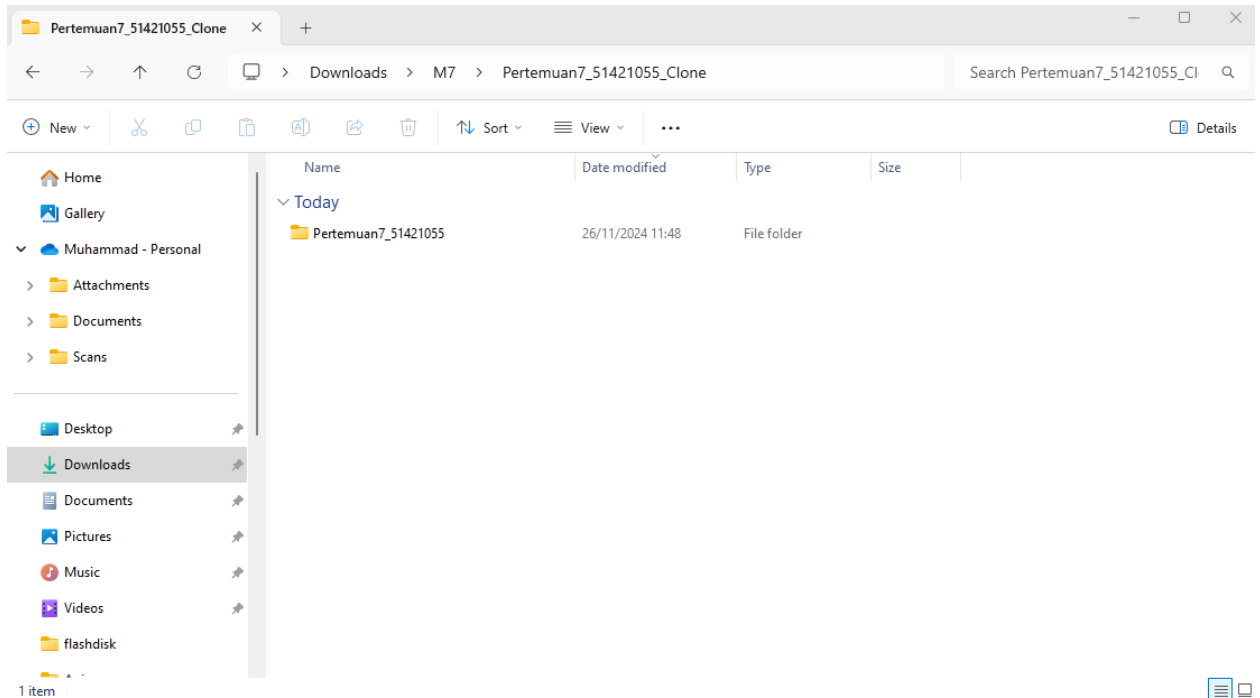 Pertemuan7_51421055_Clone
Downloads > M7 > Pertemuan7_51421055_Clone
Search Pertemuan7_51421055_Cl
New
Sort
View
Details
Name Date modified Type Size
Home
Today
Gallery
Pertemuan7_51421055 26/11/2024 11:48 File folder
Muhammad - Personal
Attachments
Documents
Scans
Desktop
Downloads
Documents
Pictures
Music
Videos
flashdisk
1 item